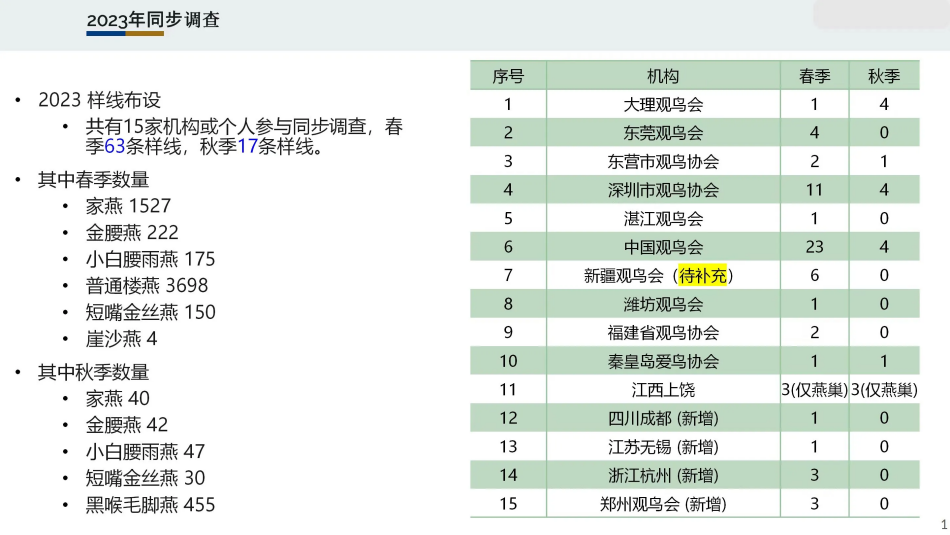 2023年同步调查
• 2023 样线布设
• 共有15家机构或个人参与同步调查，春
季63条样线，秋季17条样线。
• 其中春季数量
• 家燕 1527
• 金腰燕 222
• 小白腰雨燕 175
• 普通楼燕 3698
• 短嘴金丝燕 150
• 崖沙燕 4
• 其中秋季数量
• 家燕 40
• 金腰燕 42
• 小白腰雨燕 47
• 短嘴金丝燕 30
• 黑喉毛脚燕 455
序号 机构 春季 秋季
1 大理观鸟会 1 4
2 东莞观鸟会 4 0
3 东营市观鸟协会 2 1
4 深圳市观鸟协会 11 4
5 湛江观鸟会 1 0
6 中国观鸟会 23 4
7 新疆观鸟会（待补充） 6 0
8 潍坊观鸟会 1 0
9 福建省观鸟协会 2 0
10 秦皇岛爱鸟协会 1 1
11 江西上饶 3(仅燕巢) 3(仅燕巢)
12 四川成都 (新增) 1 0
13 江苏无锡 (新增) 1 0
14 浙江杭州 (新增) 3 0
15 郑州观鸟会 (新增) 3 0
1